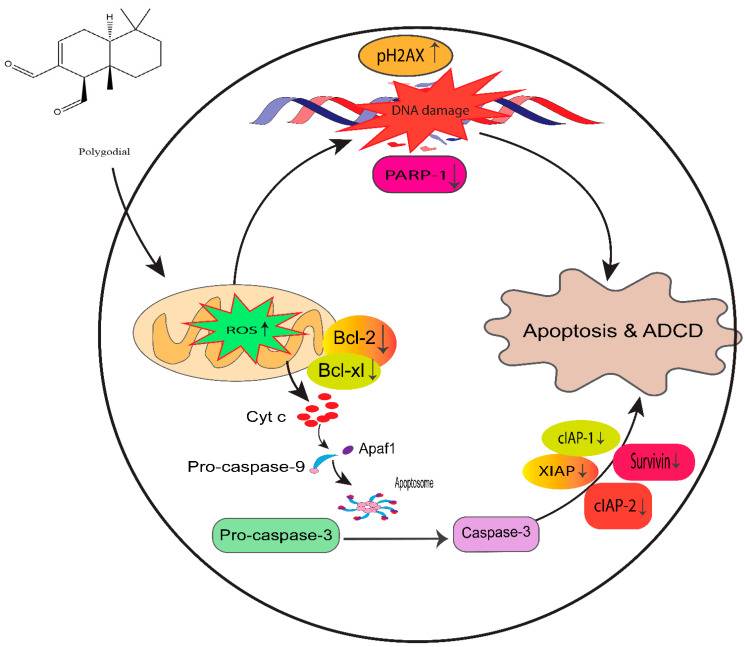 H
O
O
Polygodial
pH2AX ↑
DNA damage
PARP-1 ↓
ROS ↑
Bcl-2 ↓
Bcl-xl ↓
Apoptosis & ADCD
Cyt c
Apaf1
Pro-caspase-9
Apoptosome
cIAP-1 ↓
XIAP ↓
Survivin ↓
cIAP-2 ↓
Pro-caspase-3
Caspase-3